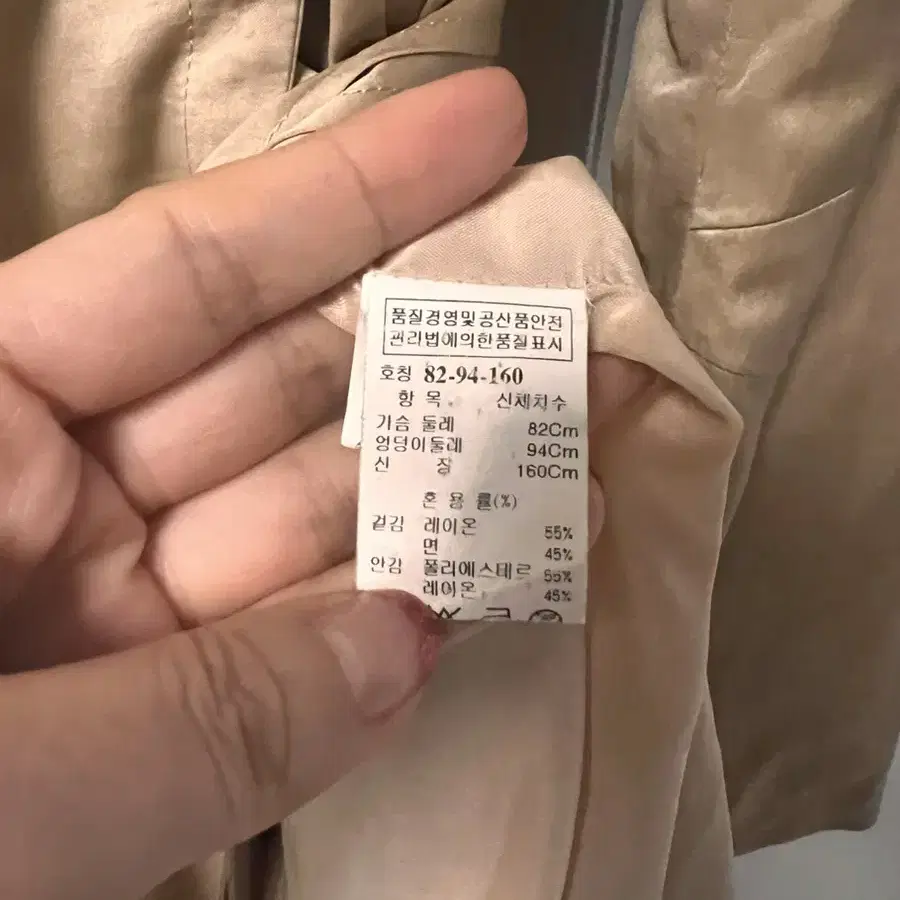 품질경영및공산품안전
관리법에의한품질표시
호칭 82-94-160
항 목 신체치수
가슴 둘레 82Cm
엉덩이둘레 94Cm
신 장 160Cm
혼 용 률(%)
겉감 레이온 55%
면 45%
안감 폴리에스테르 55%
레이온 45%